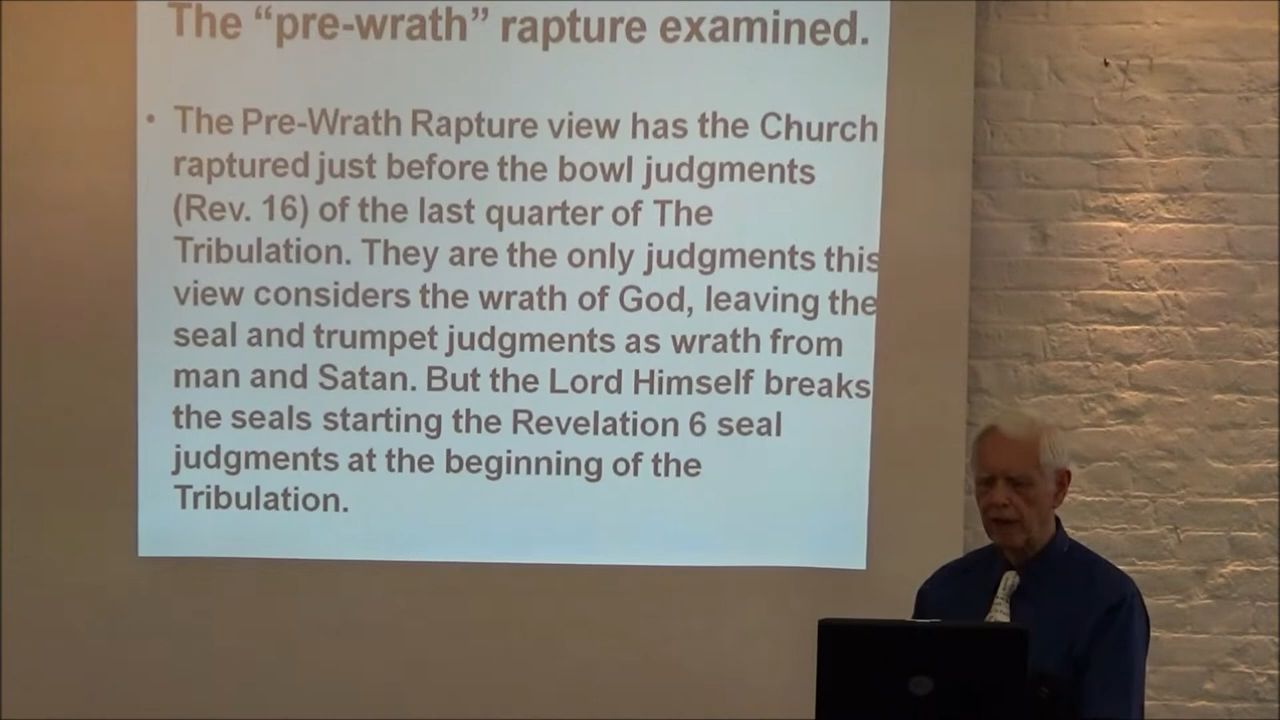 The “pre-wrath” rapture examined.
• The Pre-Wrath Rapture view has the Church
raptured just before the bowl judgments
(Rev. 16) of the last quarter of The
Tribulation. They are the only judgments this
view considers the wrath of God, leaving the
seal and trumpet judgments as wrath from
man and Satan. But the Lord Himself breaks
the seals starting the Revelation 6 seal
judgments at the beginning of the
Tribulation.